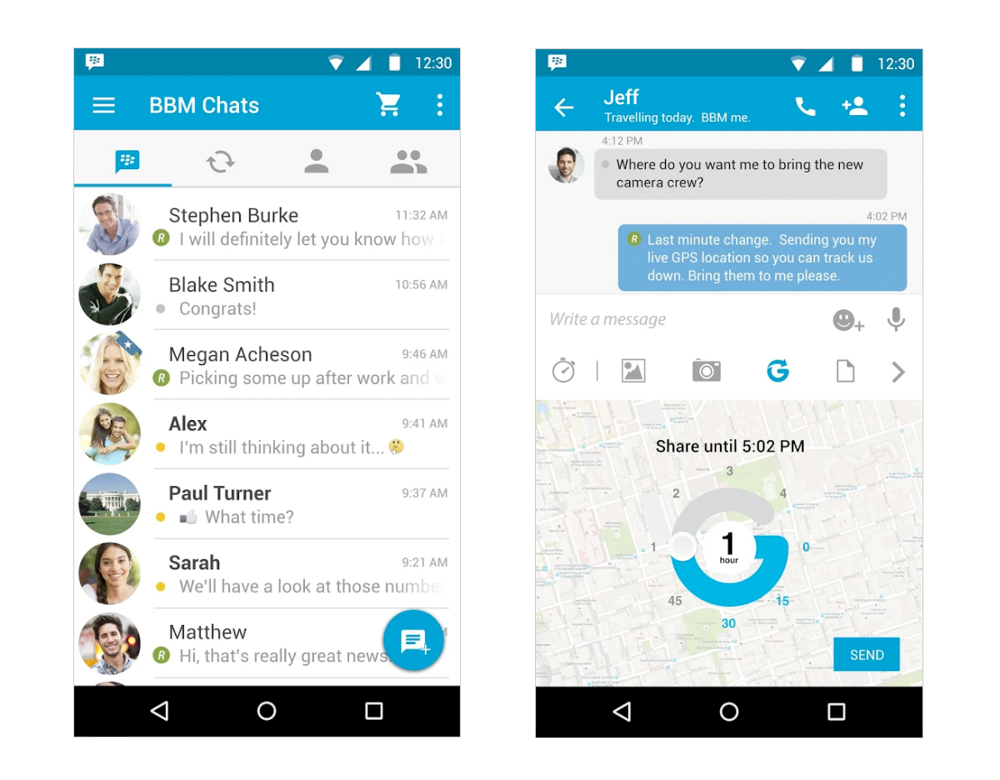 12:30
BBM Chats
Stephen Burke
11:32 AM
R I will definitely let you know how i
Blake Smith
10:56 AM
Congrats!
Megan Acheson
9:46 AM
R Picking some up after work and w
Alex
9:41 AM
I'm still thinking about it...
Paul Turner
9:37 AM
What time?
Sarah
9:21 AM
We'll have a look at those number
Matthew
R Hi, that's really great news.
12:30
Jeff
Travelling today. BBM me.
4:12 PM
Where do you want me to bring the new
camera crew?
4:02 PM
R Last minute change. Sending you my
live GPS location so you can track us
down. Bring them to me please.
Write a message
Share until 5:02 PM
3
2
4
1
1
hour
0
45
15
30
SEND